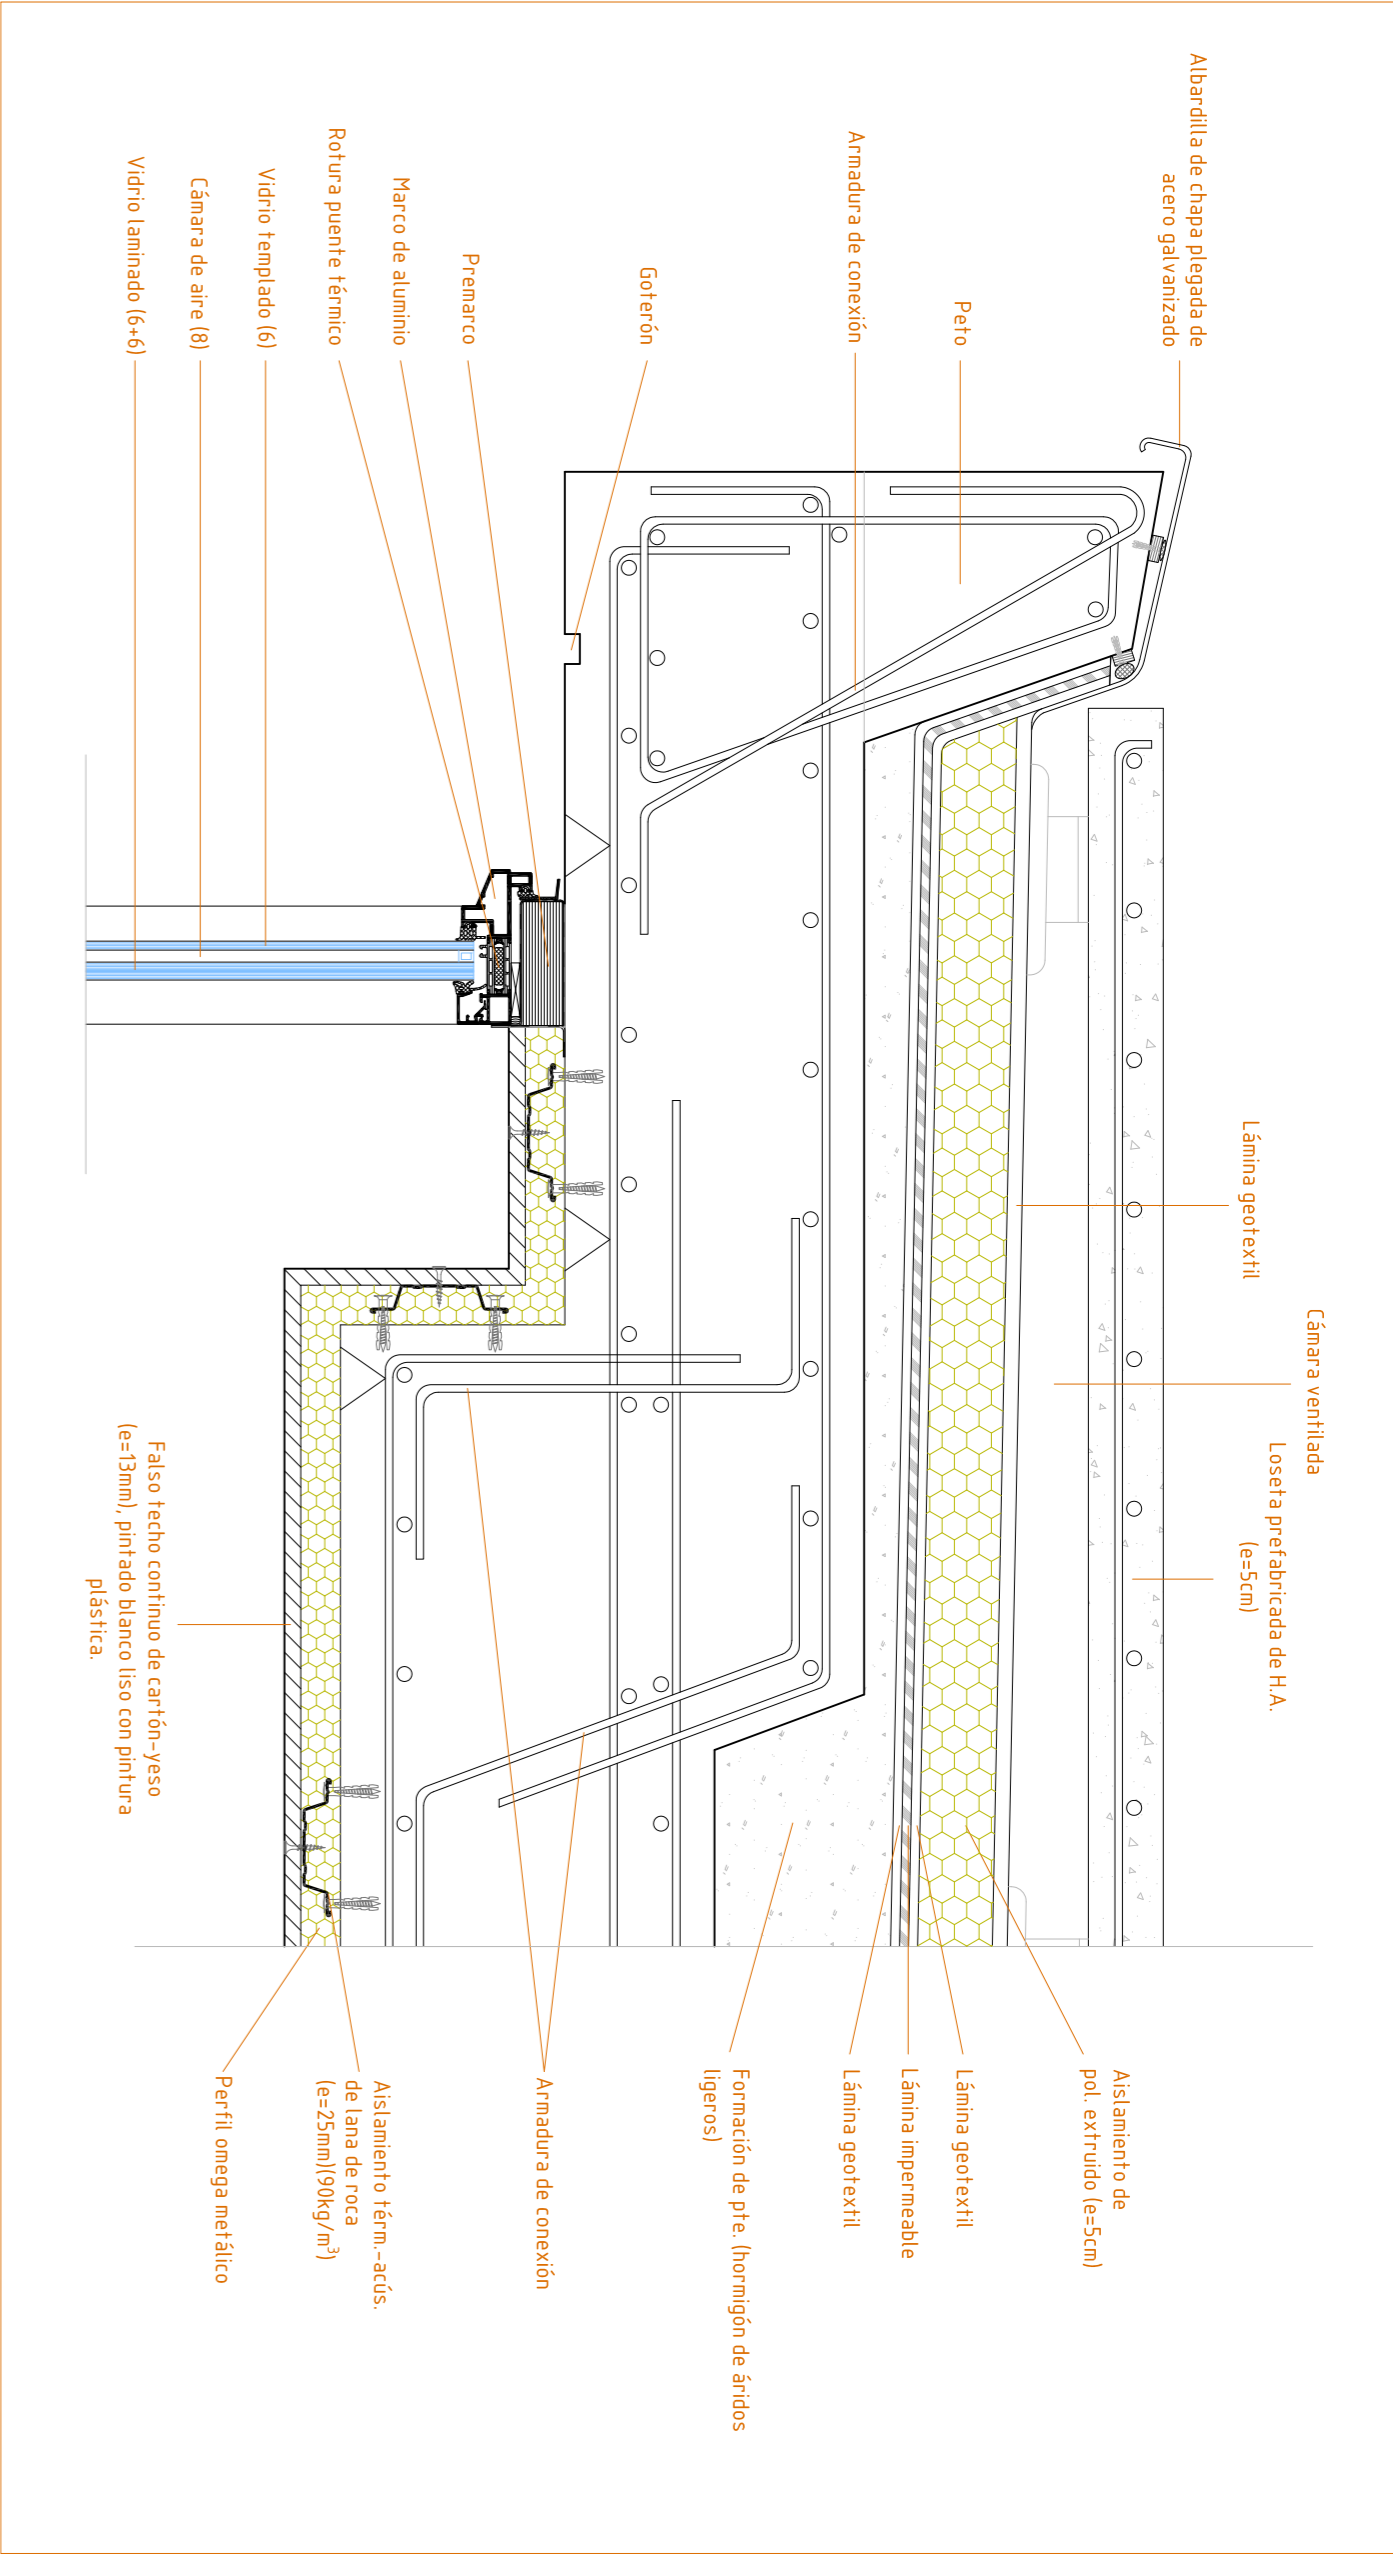 Albardilla de chapa plegada de
acero galvanizado
Peto
Armadura de conexión
Goterón
Premarco
Marco de aluminio
Rotura puente térmico
Vidrio templado (6)
Cámara de aire (8)
Vidrio laminado (6+6)
Cámara ventilada
Loseta prefabricada de H.A.
(e=5cm)
Lámina geotextil
Falso techo continuo de cartón-yeso
(e=13mm), pintado blanco liso con pintura
plástica.
Aislamiento de
pol. extruido (e=5cm)
Lámina geotextil
Lámina impermeable
Lámina geotextil
Formación de pte. (hormigón de áridos
ligeros)
Armadura de conexión
Aislamiento térm.-acús.
de lana de roca
(e=25mm)(90kg/m³)
Perfil omega metálico